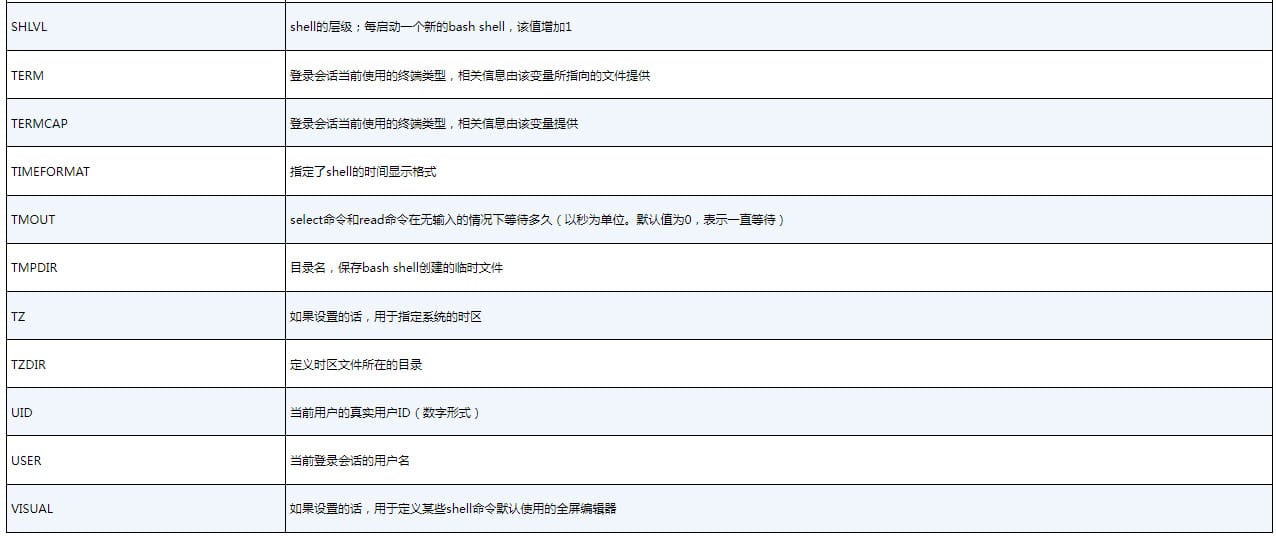 SHLVL shell的层级；每启动一个新的bash shell，该值增加1
TERM 登录会话当前使用的终端类型，相关信息由该变量所指向的文件提供
TERMCAP 登录会话当前使用的终端类型，相关信息由该变量提供
TIMEFORMAT 指定了shell的时间显示格式
TMOUT select命令和read命令在无输入的情况下等待多久（以秒为单位。默认值为0，表示一直等待）
TMPDIR 目录名，保存bash shell创建的临时文件
TZ 如果设置的话，用于指定系统的时区
TZDIR 定义时区文件所在的目录
UID 当前用户的真实用户ID（数字形式）
USER 当前登录会话的用户名
VISUAL 如果设置的话，用于定义某些shell命令默认使用的全屏编辑器